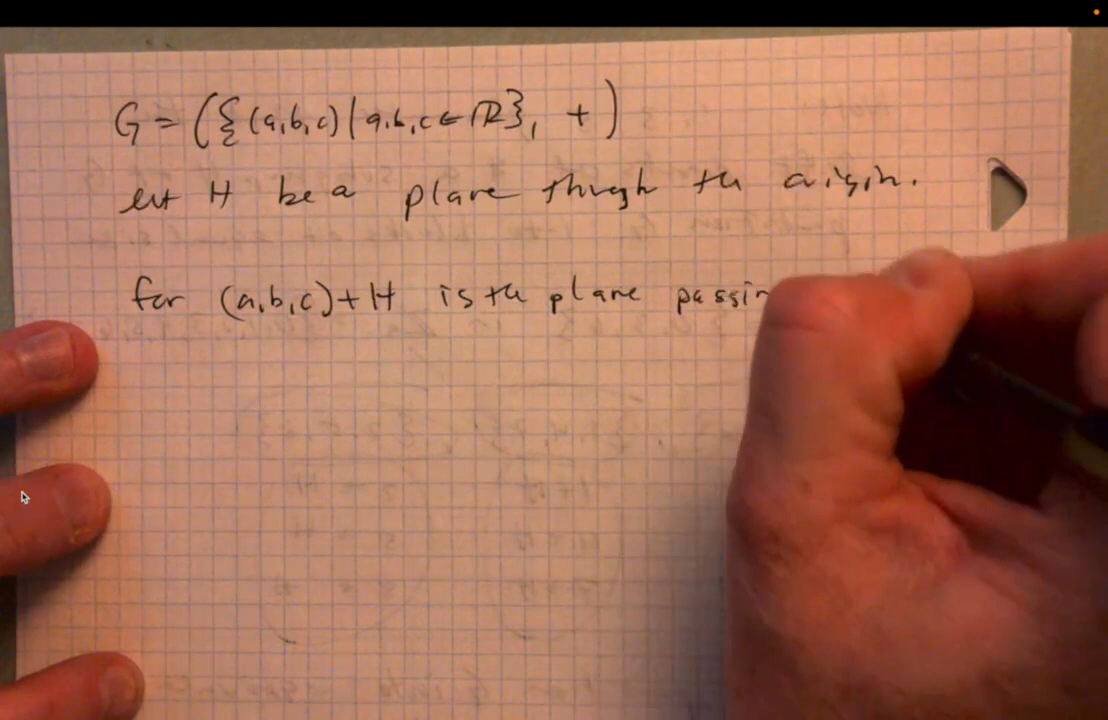 G = ({(a,b,c) | a,b,c ∈ ℝ}, +)
let H be a plane through the origin.
for (a,b,c)+H is the plane passin